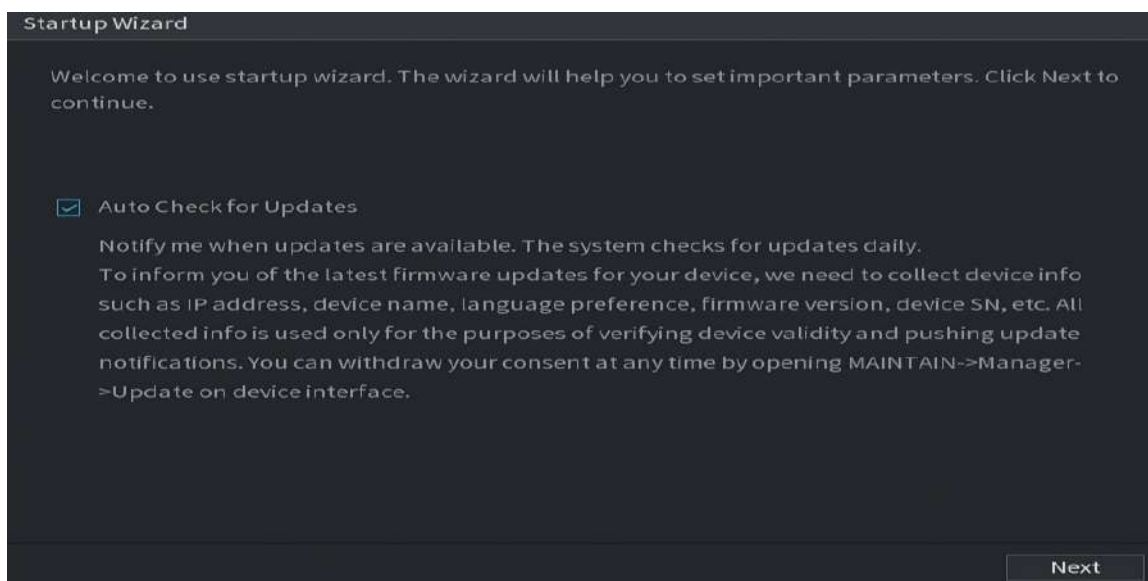 Startup Wizard
Welcome to use startup wizard. The wizard will help you to set important parameters. Click Next to
continue.
Auto Check for Updates
Notify me when updates are available. The system checks for updates daily.
To inform you of the latest firmware updates for your device, we need to collect device info
such as IP address, device name, language preference, firmware version, device SN, etc. All
collected info is used only for the purposes of verifying device validity and pushing update
notifications. You can withdraw your consent at any time by opening MAINTAIN->Manager-
>Update on device interface.
Next